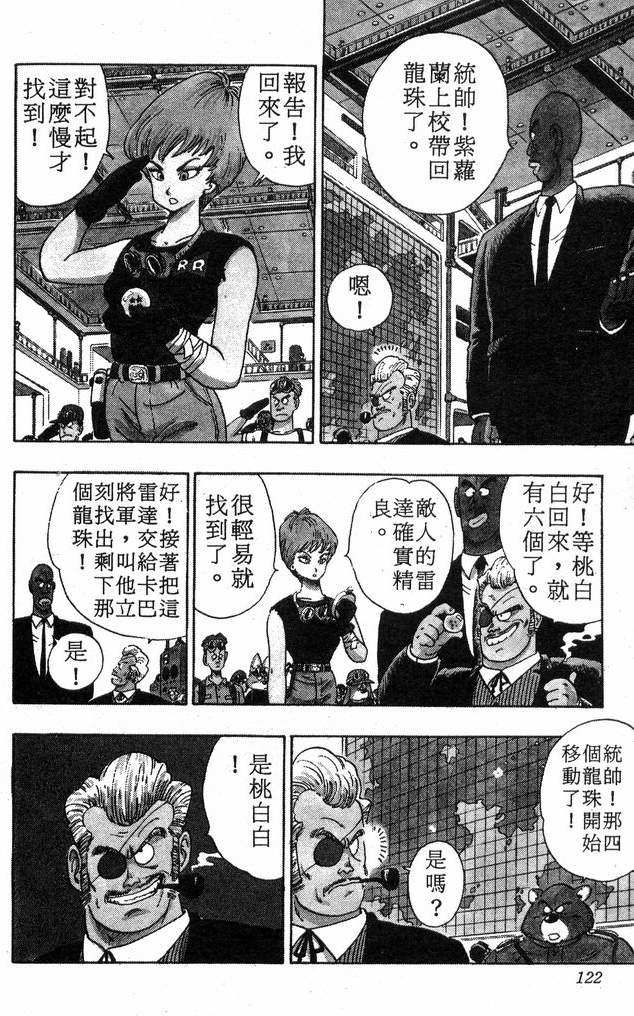 統帥！紫蘿
蘭上校帶回
龍珠了。
嗯！
報告！我
回來了。
對不起！
這麼慢才
找到！
RR
好！等桃白
白回來，就
有六個了。
敵人的雷
達確實精
良。
很輕易就
找到了。
好！接著把這
雷達交給卡巴
將軍，叫他立
刻找出剩下那
個龍珠！
是！
統帥！那四
個龍珠開始
移動了！
是嗎？
是桃白白
！
122